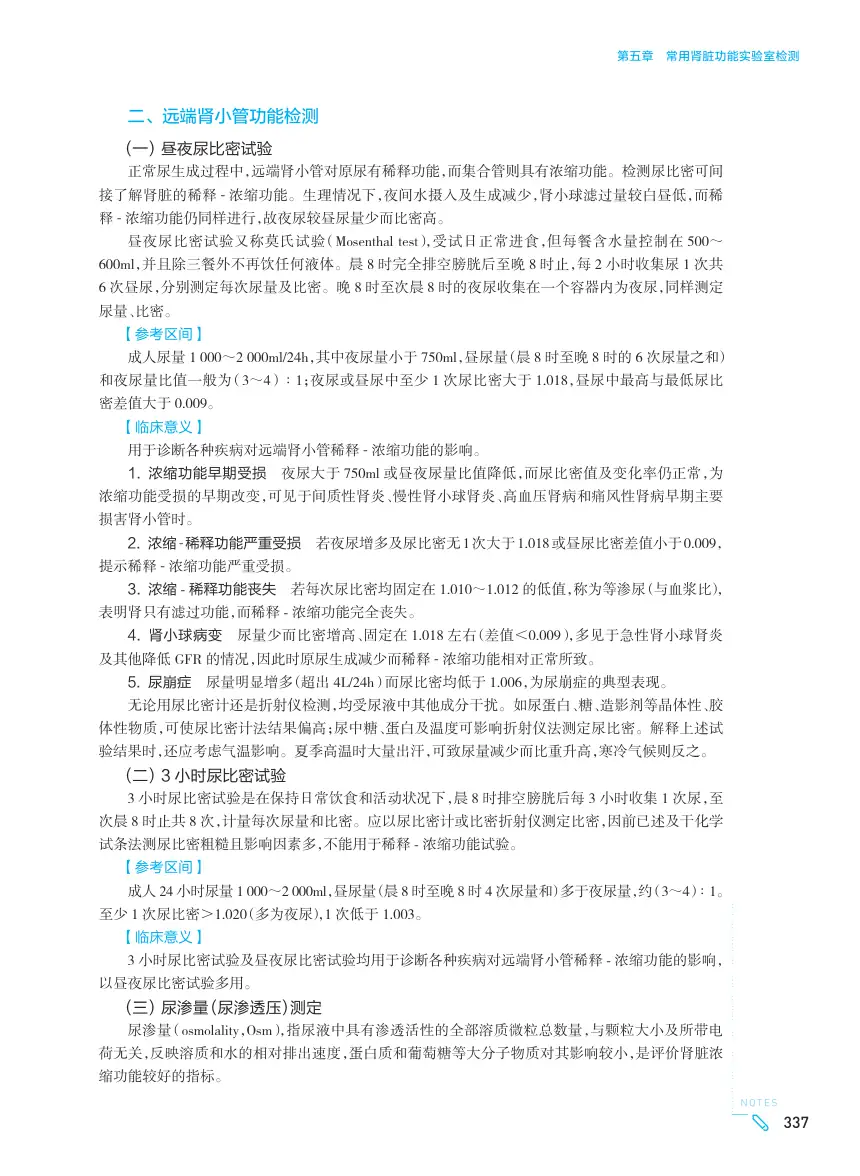 第五章　常用肾脏功能实验室检测
二、远端肾小管功能检测
（一）昼夜尿比密试验
正常尿生成过程中，远端肾小管对原尿有稀释功能，而集合管则具有浓缩功能。检测尿比密可间
接了解肾脏的稀释 - 浓缩功能。生理情况下，夜间水摄入及生成减少，肾小球滤过量较白昼低，而稀
释 - 浓缩功能仍同样进行，故夜尿较昼尿量少而比密高。
昼夜尿比密试验又称莫氏试验（Mosenthal test），受试日正常进食，但每餐含水量控制在 500～
600ml，并且除三餐外不再饮任何液体。晨 8 时完全排空膀胱后至晚 8 时止，每 2 小时收集尿 1 次共
6 次昼尿，分别测定每次尿量及比密。晚 8 时至次晨 8 时的夜尿收集在一个容器内为夜尿，同样测定
尿量、比密。
【参考区间】
成人尿量 1 000～2 000ml/24h，其中夜尿量小于 750ml，昼尿量（晨 8 时至晚 8 时的 6 次尿量之和）
和夜尿量比值一般为（3～4）∶1；夜尿或昼尿中至少 1 次尿比密大于 1.018，昼尿中最高与最低尿比
密差值大于 0.009。
【临床意义】
用于诊断各种疾病对远端肾小管稀释 - 浓缩功能的影响。
1. 浓缩功能早期受损　夜尿大于 750ml 或昼夜尿量比值降低，而尿比密值及变化率仍正常，为
浓缩功能受损的早期改变，可见于间质性肾炎、慢性肾小球肾炎、高血压肾病和痛风性肾病早期主要
损害肾小管时。
2. 浓缩-稀释功能严重受损　若夜尿增多及尿比密无1次大于1.018或昼尿比密差值小于0.009，
提示稀释 - 浓缩功能严重受损。
3. 浓缩 - 稀释功能丧失　若每次尿比密均固定在 1.010～1.012 的低值，称为等渗尿（与血浆比），
表明肾只有滤过功能，而稀释 - 浓缩功能完全丧失。
4. 肾小球病变　尿量少而比密增高、固定在 1.018 左右（差值＜0.009），多见于急性肾小球肾炎
及其他降低 GFR 的情况，因此时原尿生成减少而稀释 - 浓缩功能相对正常所致。
5. 尿崩症　尿量明显增多（超出 4L/24h）而尿比密均低于 1.006，为尿崩症的典型表现。
无论用尿比密计还是折射仪检测，均受尿液中其他成分干扰。如尿蛋白、糖、造影剂等晶体性、胶
体性物质，可使尿比密计法结果偏高；尿中糖、蛋白及温度可影响折射仪法测定尿比密。解释上述试
验结果时，还应考虑气温影响。夏季高温时大量出汗，可致尿量减少而比重升高，寒冷气候则反之。
（二）3 小时尿比密试验
3 小时尿比密试验是在保持日常饮食和活动状况下，晨 8 时排空膀胱后每 3 小时收集 1 次尿，至
次晨 8 时止共 8 次，计量每次尿量和比密。应以尿比密计或比密折射仪测定比密，因前已述及干化学
试条法测尿比密粗糙且影响因素多，不能用于稀释 - 浓缩功能试验。
【参考区间】
成人 24 小时尿量 1 000～2 000ml，昼尿量（晨 8 时至晚 8 时 4 次尿量和）多于夜尿量，约（3～4）∶1。
至少 1 次尿比密＞1.020（多为夜尿），1 次低于 1.003。
【临床意义】
3 小时尿比密试验及昼夜尿比密试验均用于诊断各种疾病对远端肾小管稀释 - 浓缩功能的影响，
以昼夜尿比密试验多用。
（三）尿渗量（尿渗透压）测定
尿渗量（osmolality，Osm），指尿液中具有渗透活性的全部溶质微粒总数量，与颗粒大小及所带电
荷无关，反映溶质和水的相对排出速度，蛋白质和葡萄糖等大分子物质对其影响较小，是评价肾脏浓
缩功能较好的指标。
NOTES
337